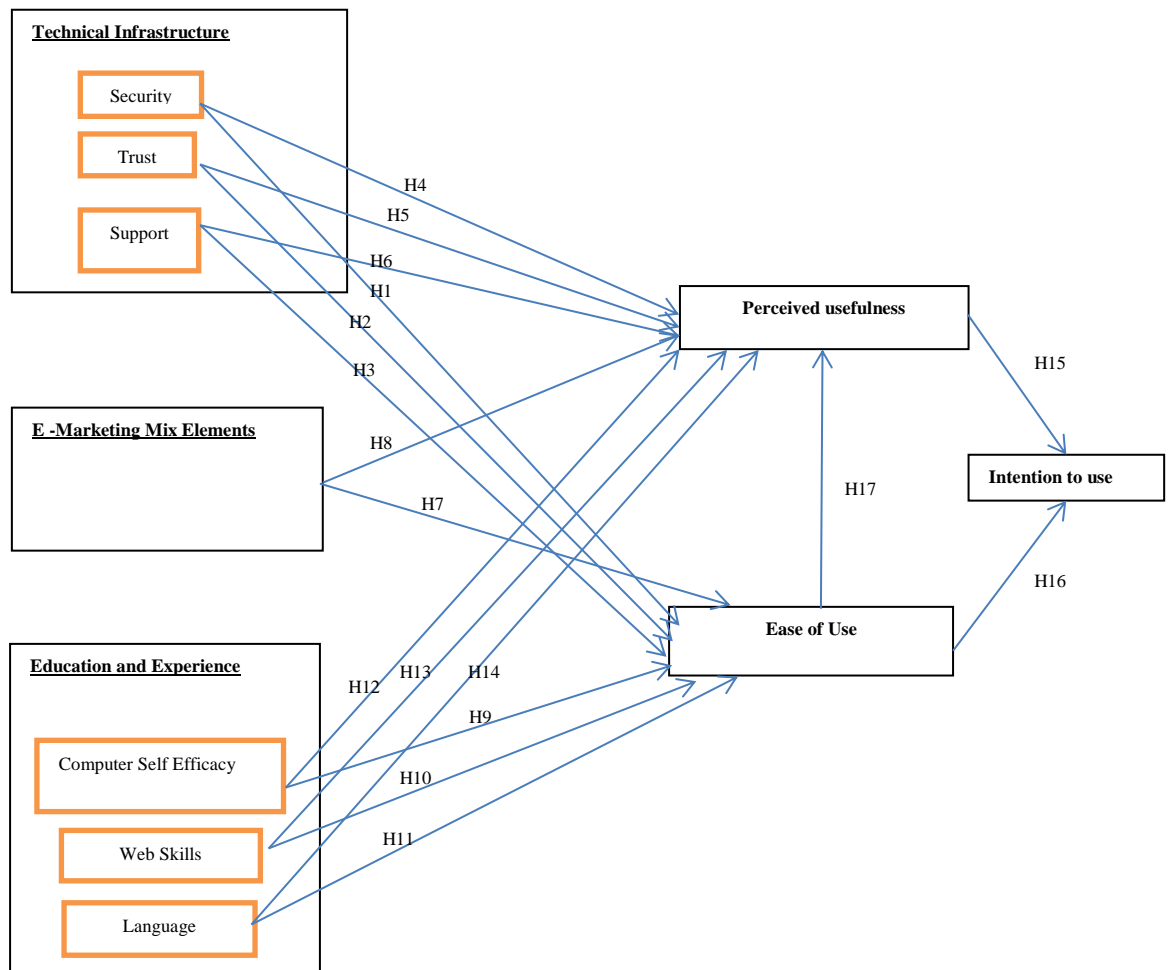 Technical Infrastructure
Security
Trust
Support
H4
H5
H6
H1
H2
H3
Perceived usefulness
H15
E -Marketing Mix Elements
H8
H7
H17
Intention to use
H16
Ease of Use
Education and Experience
H12
H13
H14
H9
Computer Self Efficacy
H10
H11
Web Skills
Language